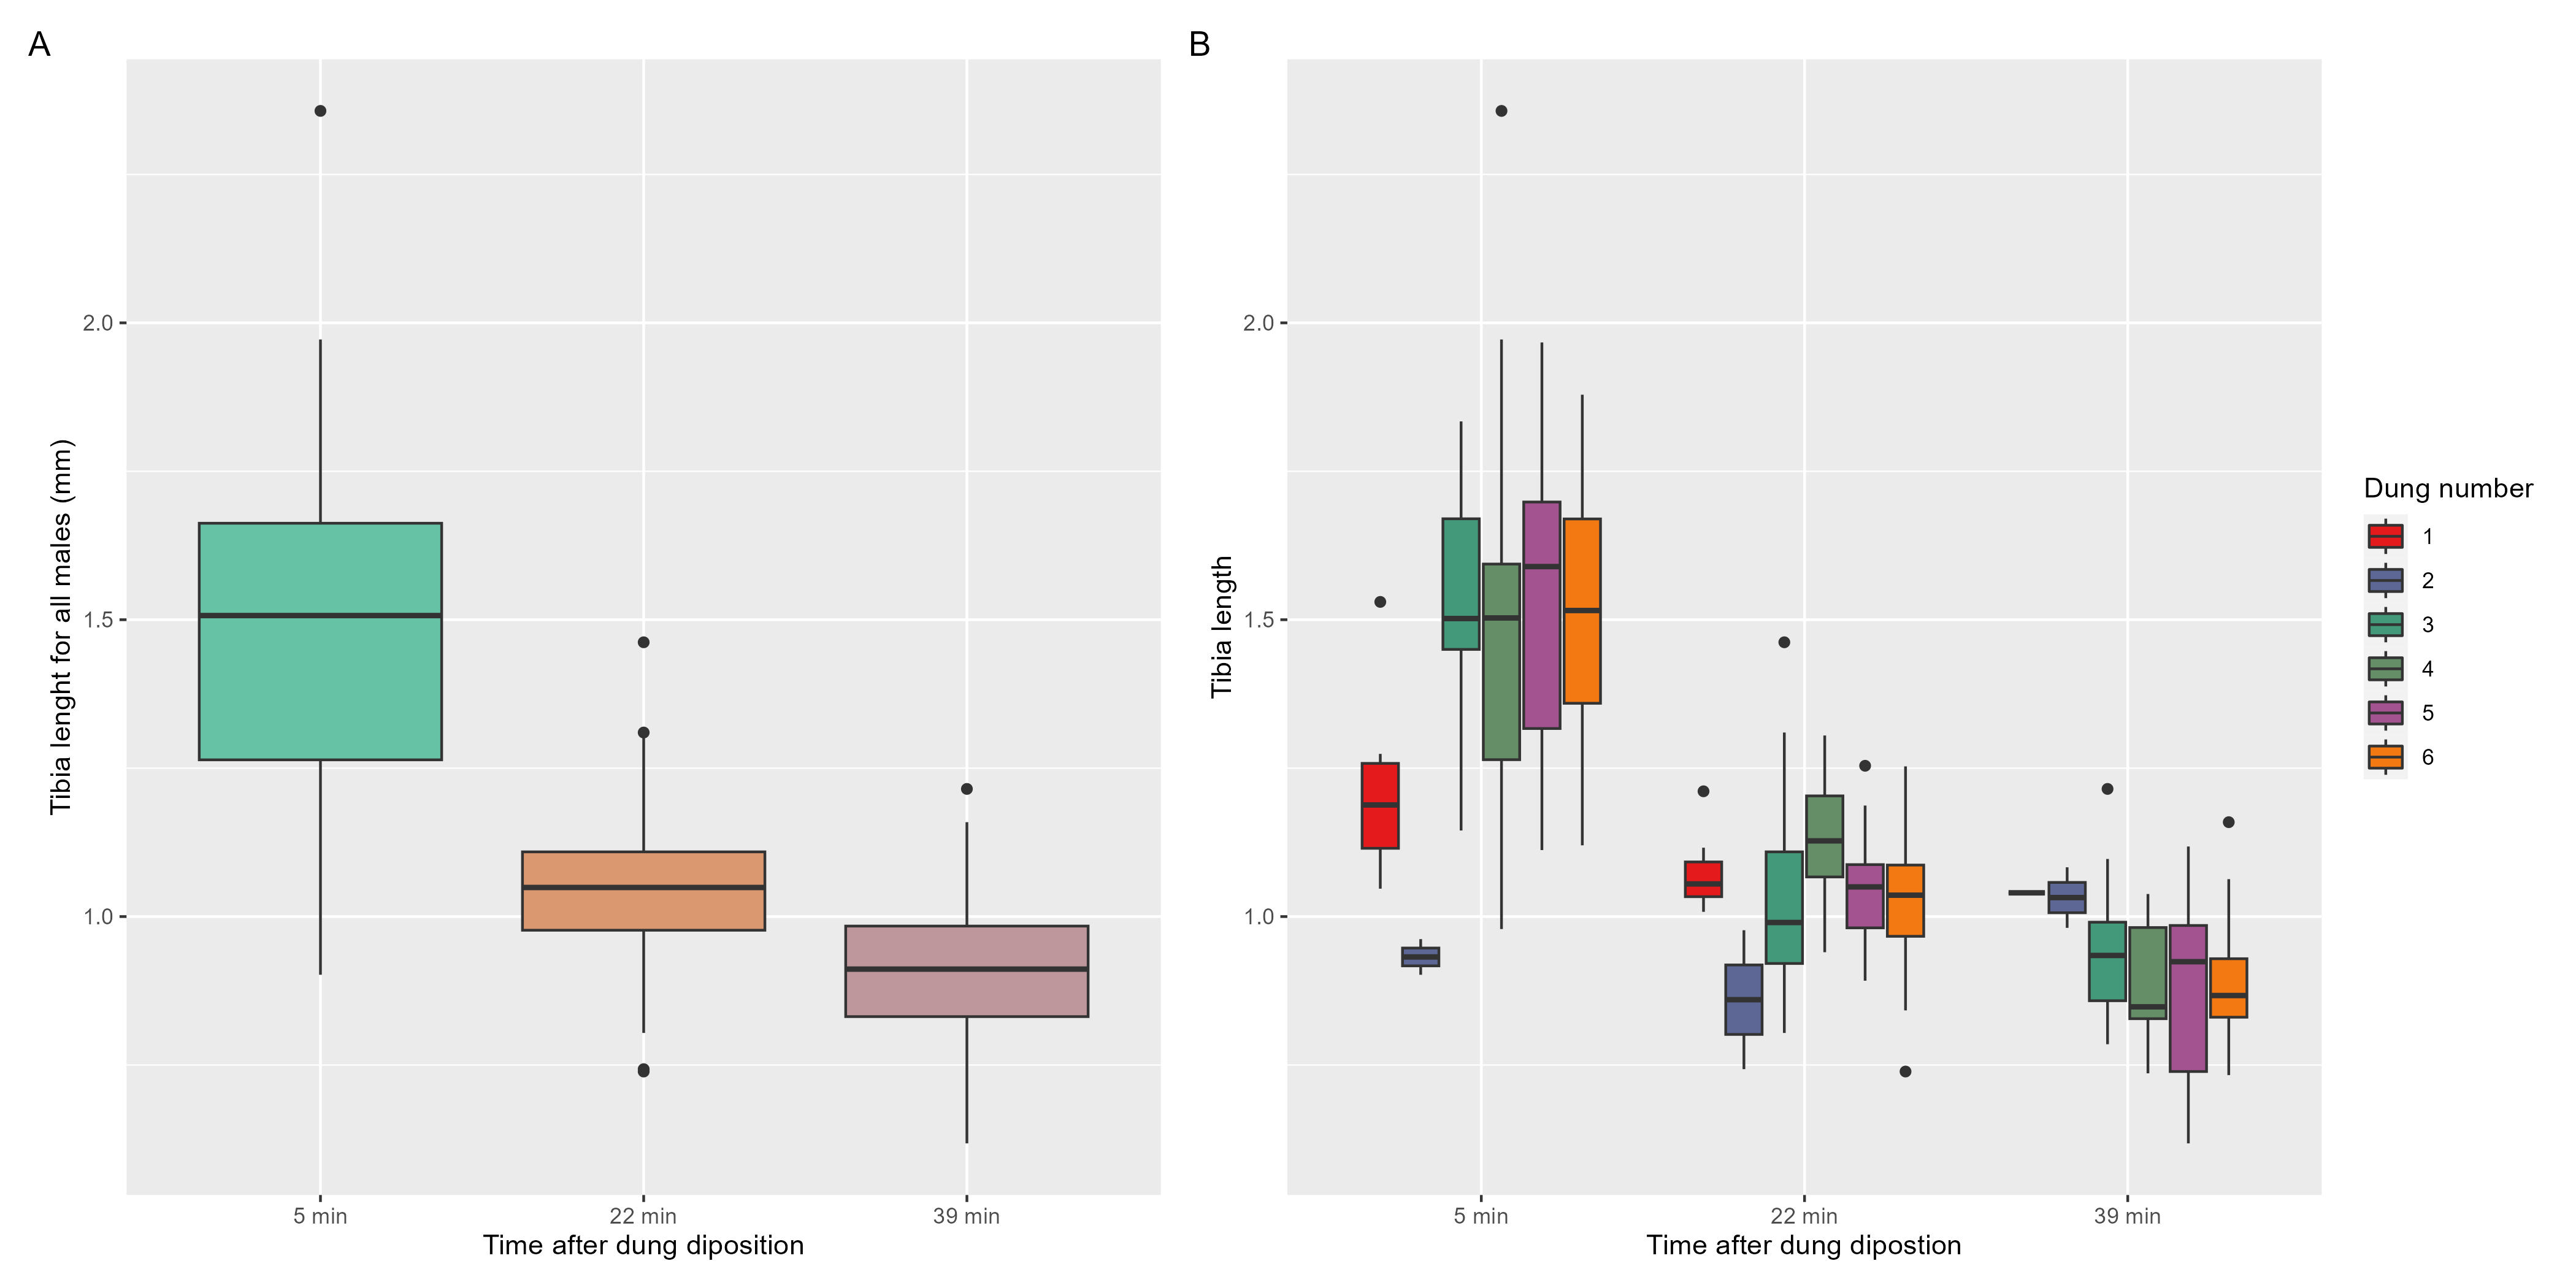 A
Tibia lenght for all males (mm)
2.0
1.5
1.0
5 min
22 min
39 min
Time after dung diposition
B
Tibia length
2.0
1.5
1.0
5 min
22 min
39 min
Time after dung dipostion
Dung number
1
2
3
4
5
6